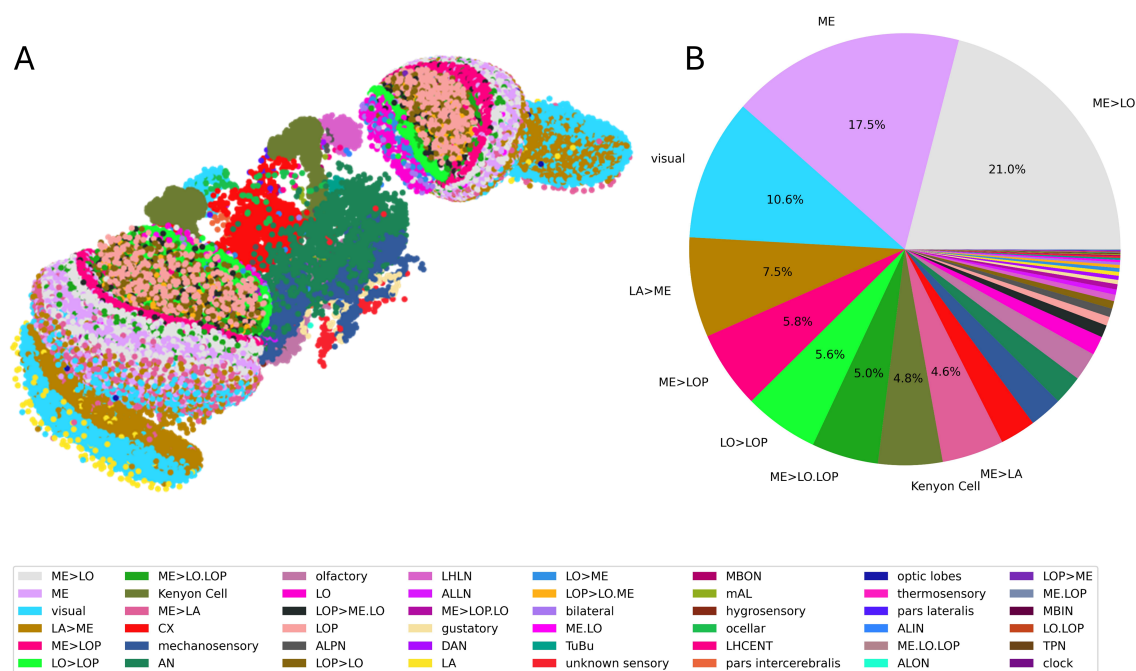 A
B
ME
ME>LO
visual
17.5%
21.0%
10.6%
LA>ME
7.5%
5.8%
5.6%
5.0%
4.8%
4.6%
ME>LOP
LO>LOP
ME>LO.LOP
Kenyon Cell
ME>LA
ME>LO ME>LO.LOP olfactory LHLN LO>ME MBON optic lobes LOP>ME
ME Kenyon Cell LO ALLN LOP>LO.ME mAL thermosensory ME.LOP
visual ME>LA LOP>ME.LO ME>LOP.LO bilateral hygrosensory pars lateralis MBIN
LA>ME CX LOP gustatory ME.LO ocellar ALIN LO.LOP
ME>LOP mechanosensory ALPN DAN TuBu LHCENT ME.LO.LOP TPN
LO>LOP AN LOP>LO LA unknown sensory pars intercerebralis ALON clock